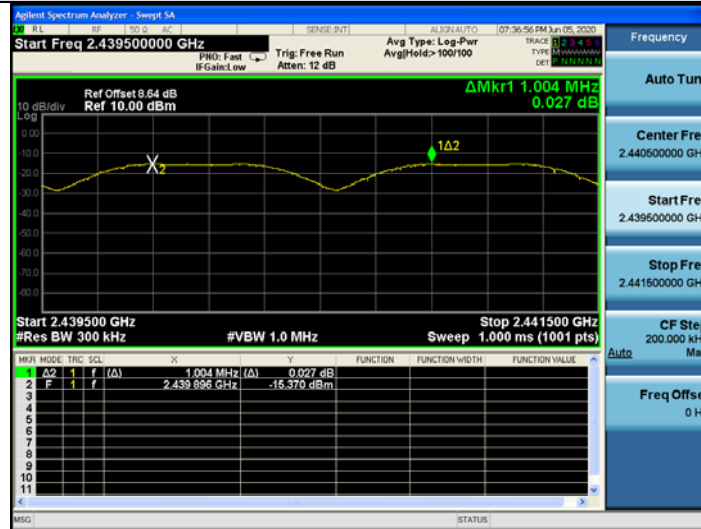 Agilent Spectrum Analyzer - Swept SA
RL RF 50 Ω AC SENSE:INT ALIGNAUTO 07:36:56 PM Jun 05, 2020
Start Freq 2.439500000 GHz
PNO: Fast
IFGain:Low
Trig: Free Run
Atten: 12 dB
Avg Type: Log-Pwr
Avg|Hold:>100/100
TRACE 1 2 3 4 5 6
TYPE M
DET P N N N N N
ΔMkr1 1.004 MHz
0.027 dB
Ref Offset 8.64 dB
10 dB/div Ref 10.00 dBm
Log
0.00
-10.0
-20.0
-30.0
-40.0
-50.0
-60.0
-70.0
-80.0
1Δ2
2
Start 2.439500 GHz Stop 2.441500 GHz
#Res BW 300 kHz #VBW 1.0 MHz Sweep 1.000 ms (1001 pts)
MKR MODE TRC SCL X Y FUNCTION FUNCTION WIDTH FUNCTION VALUE
1 Δ2 1 f (Δ) 1.004 MHz (Δ) 0.027 dB
2 F 1 f 2.439 896 GHz -15.370 dBm
3
4
5
6
7
8
9
10
11
MSG STATUS
Frequency
Auto Tun
Center Fre
2.440500000 GH
Start Fre
2.439500000 GH
Stop Fre
2.441500000 GH
CF Ste
200.000 kH
Auto Ma
Freq Offse
0 H